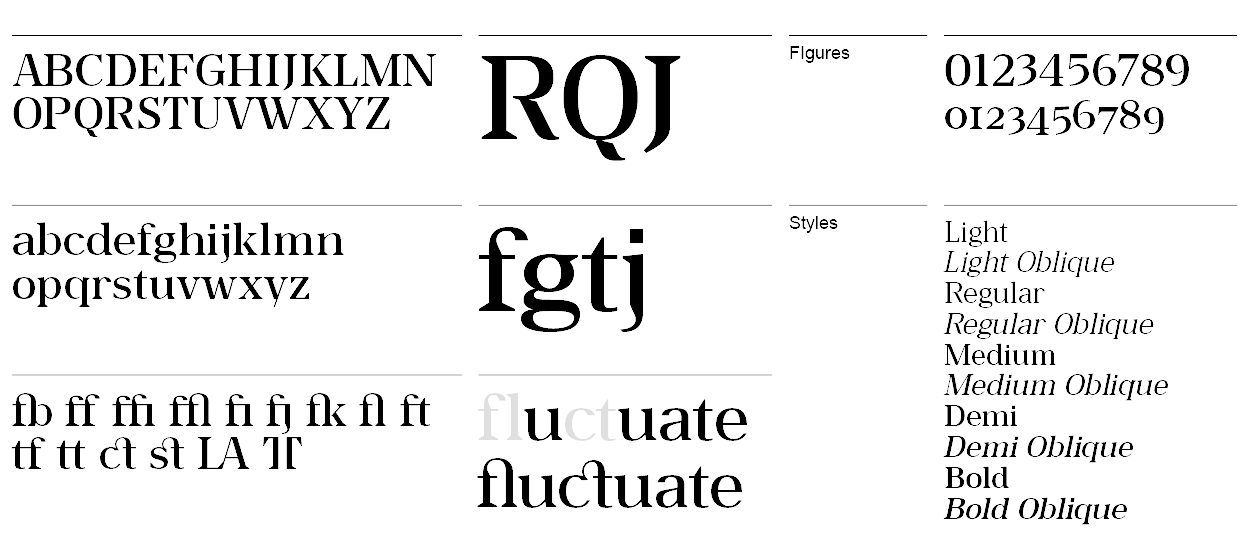 ABCDEFGHIJKLMN
OPQRSTUVWXYZ
RQJ
FIgures
0123456789
0123456789
abcdefghijklmn
opqrstuvwxyz
fgtj
Styles
Light
Light Oblique
Regular
Regular Oblique
Medium
Medium Oblique
Demi
Demi Oblique
Bold
Bold Oblique
fb ff ffi ffl fi fj fk fl ft
tf tt ct st LA TT
fluctuate
fluctuate